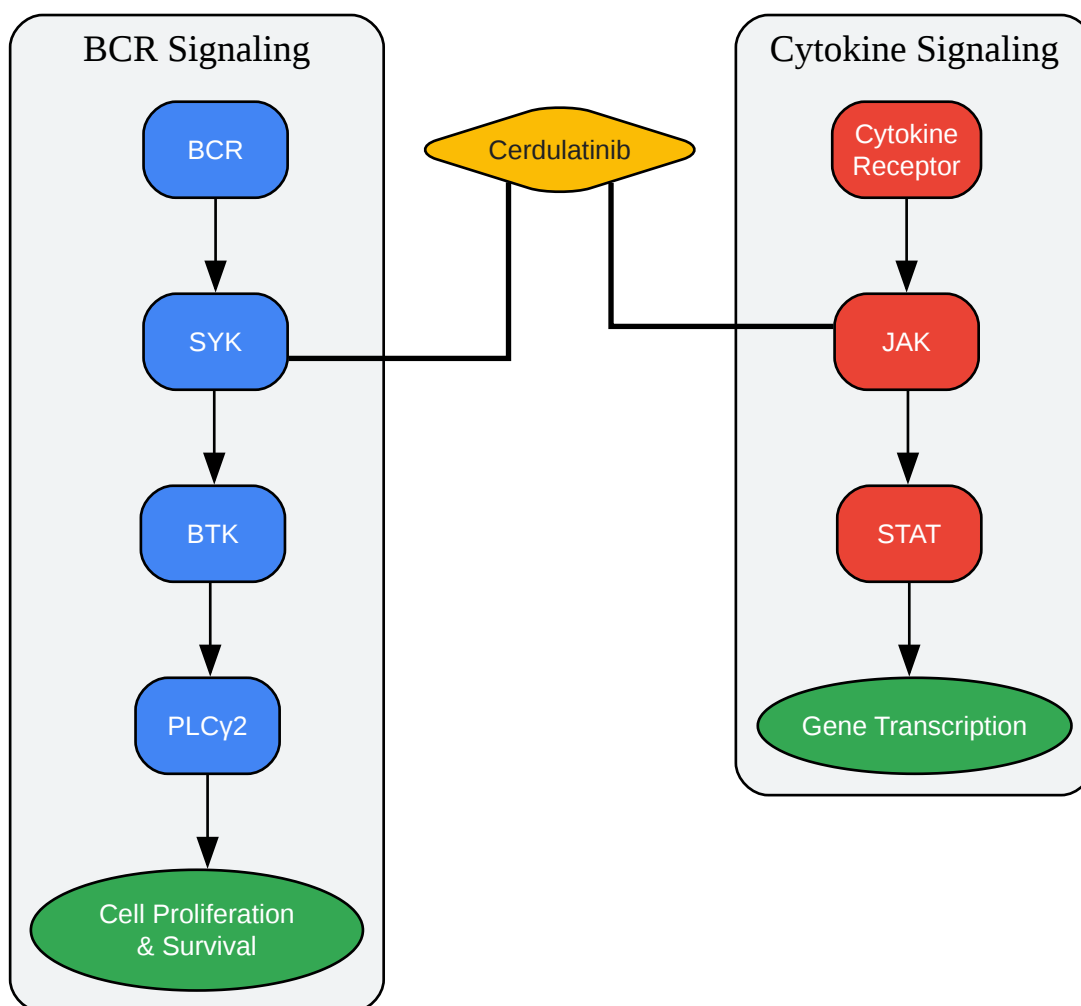 BCR Signaling
BCR
SYK
BTK
PLCγ2
Cell Proliferation
& Survival
Cerdulatinib
Cytokine Signaling
Cytokine
Receptor
JAK
STAT
Gene Transcription